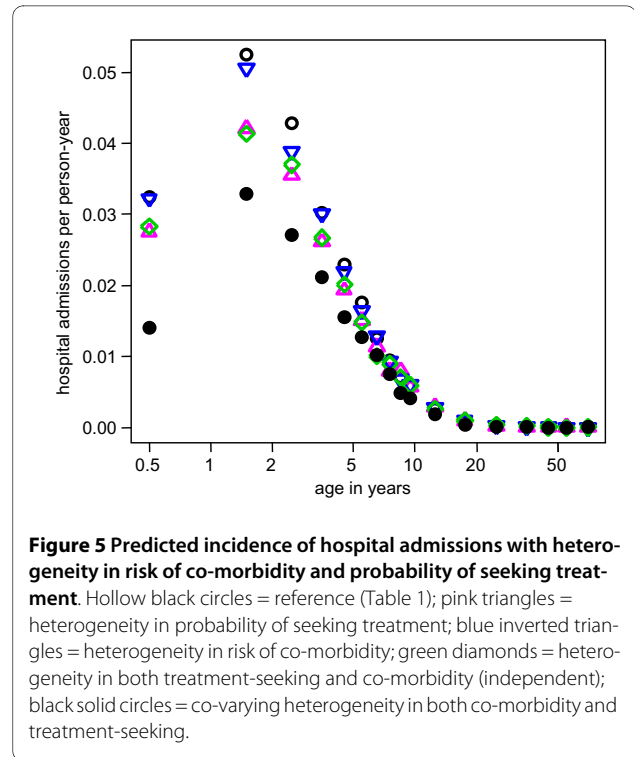 0.05
0.04
0.03
0.02
0.01
0.00
hospital admissions per person-year
0.5 1 2 5 10 20 50
age in years
Figure 5 Predicted incidence of hospital admissions with hetero-
geneity in risk of co-morbidity and probability of seeking treat-
ment. Hollow black circles = reference (Table 1); pink triangles =
heterogeneity in probability of seeking treatment; blue inverted trian-
gles = heterogeneity in risk of co-morbidity; green diamonds = hetero-
geneity in both treatment-seeking and co-morbidity (independent);
black solid circles = co-varying heterogeneity in both co-morbidity and
treatment-seeking.